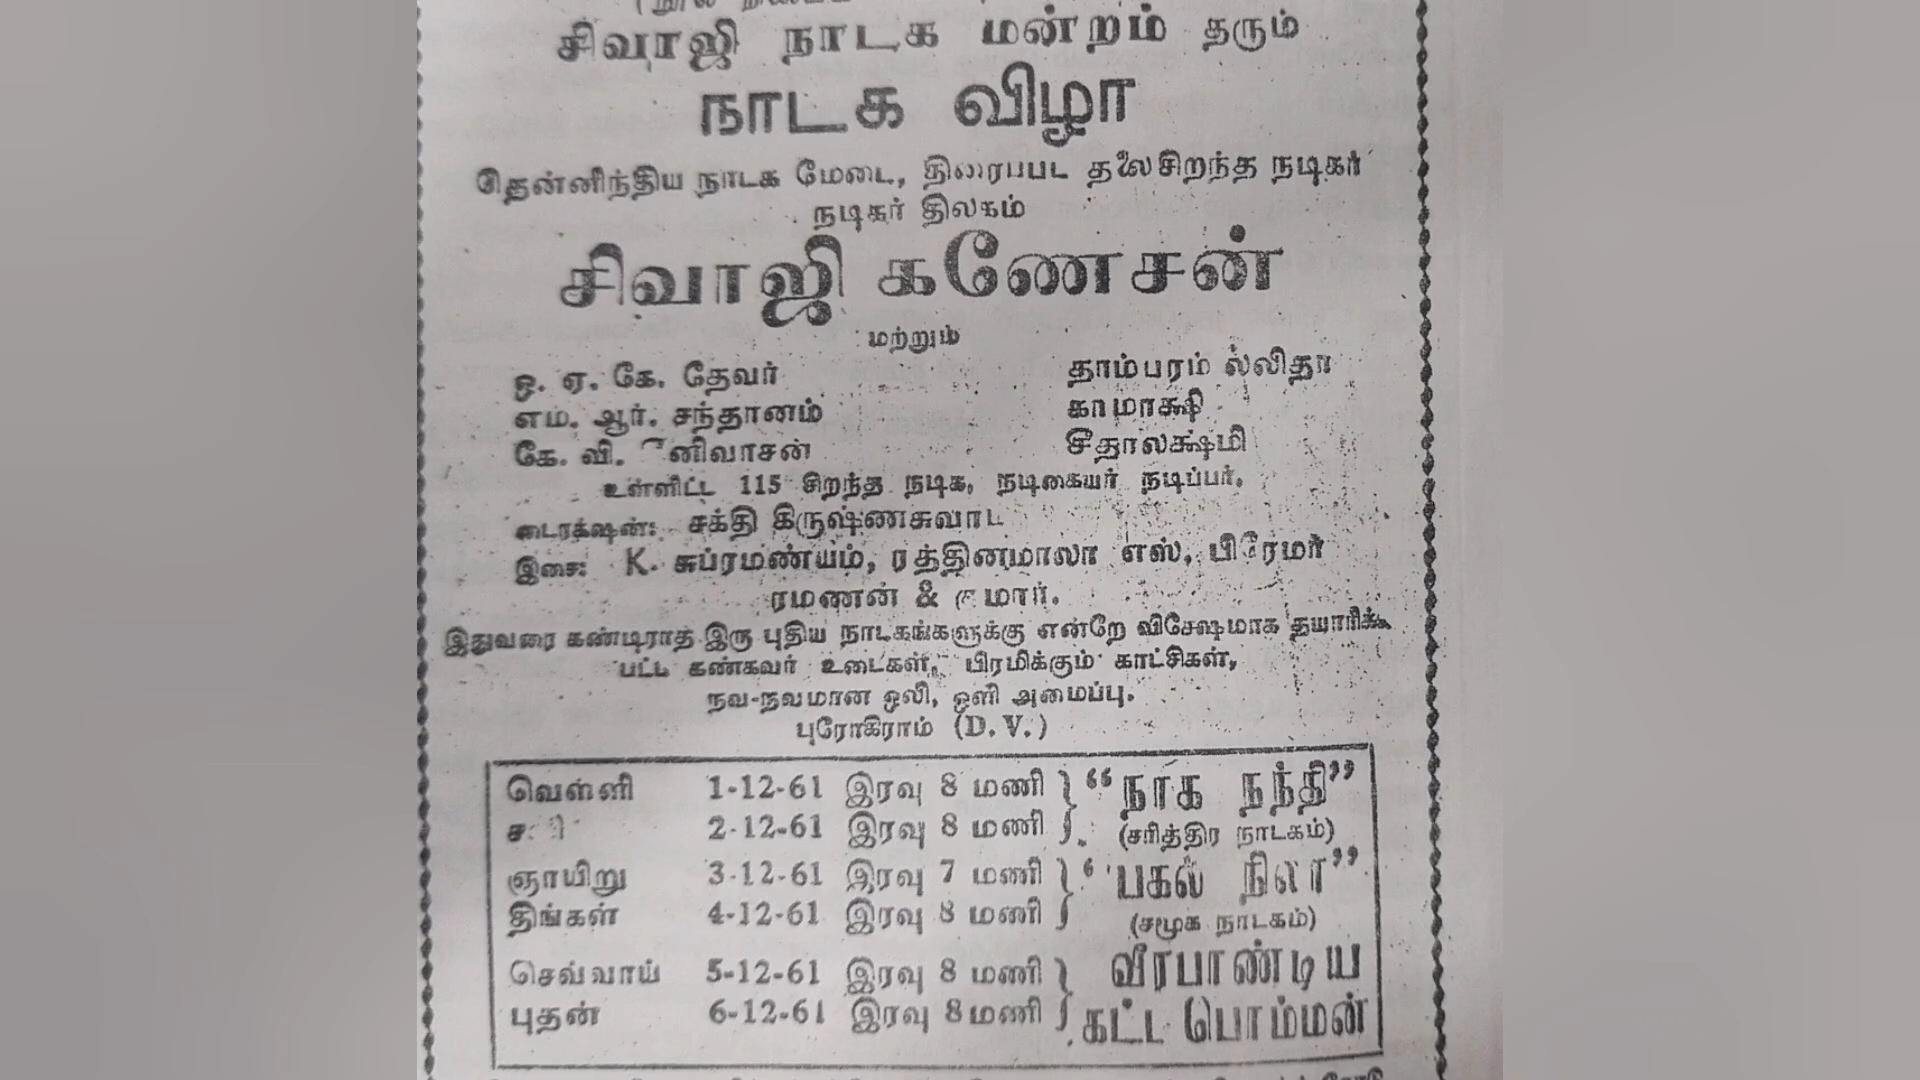 சிவாஜி நாடக மன்றம் தரும்
நாடக விழா
தென்னிந்திய நாடக மேடை, திரைபபட தலைசிறந்த நடிகர்
நடிகர் திலகம்
சிவாஜி கணேசன்
மற்றும்
ஓ. ஏ. கே. தேவர் தாம்பரம் லலிதா
எம். ஆர். சந்தானம் காமாக்ஷி
கே. வி. சீதாலக்ஷ்மி
உள்ளிட்ட 115 சிறந்த நடிக, நடிகையர் நடிப்பர்.
டைரக்ஷன்: சக்தி
இசை: K. சுப்ரமண்யம், ரத்தினமாலா எஸ்,
ரமணன் &
இதுவரை கண்டிராத இரு புதிய நாடகங்களுக்கு என்றே விசேஷமாக
பட்ட கண்கவர் உடைகள், பிரமிக்கும் காட்சிகள்,
நவ-நவமான ஒலி, ஒளி அமைப்பு.
புரோகிராம் (D. V.)
வெள்ளி 1-12-61 இரவு 8 மணி } “நாக நந்தி”
2-12-61 இரவு 8 மணி } (சரித்திர நாடகம்)
ஞாயிறு 3-12-61 இரவு 7 மணி } “பகல் நிலா”
திங்கள் 4-12-61 இரவு 8 மணி } (சமூக நாடகம்)
செவ்வாய் 5-12-61 இரவு 8 மணி } வீரபாண்டிய
புதன் 6-12-61 இரவு 8 மணி } கட்ட பொம்மன்